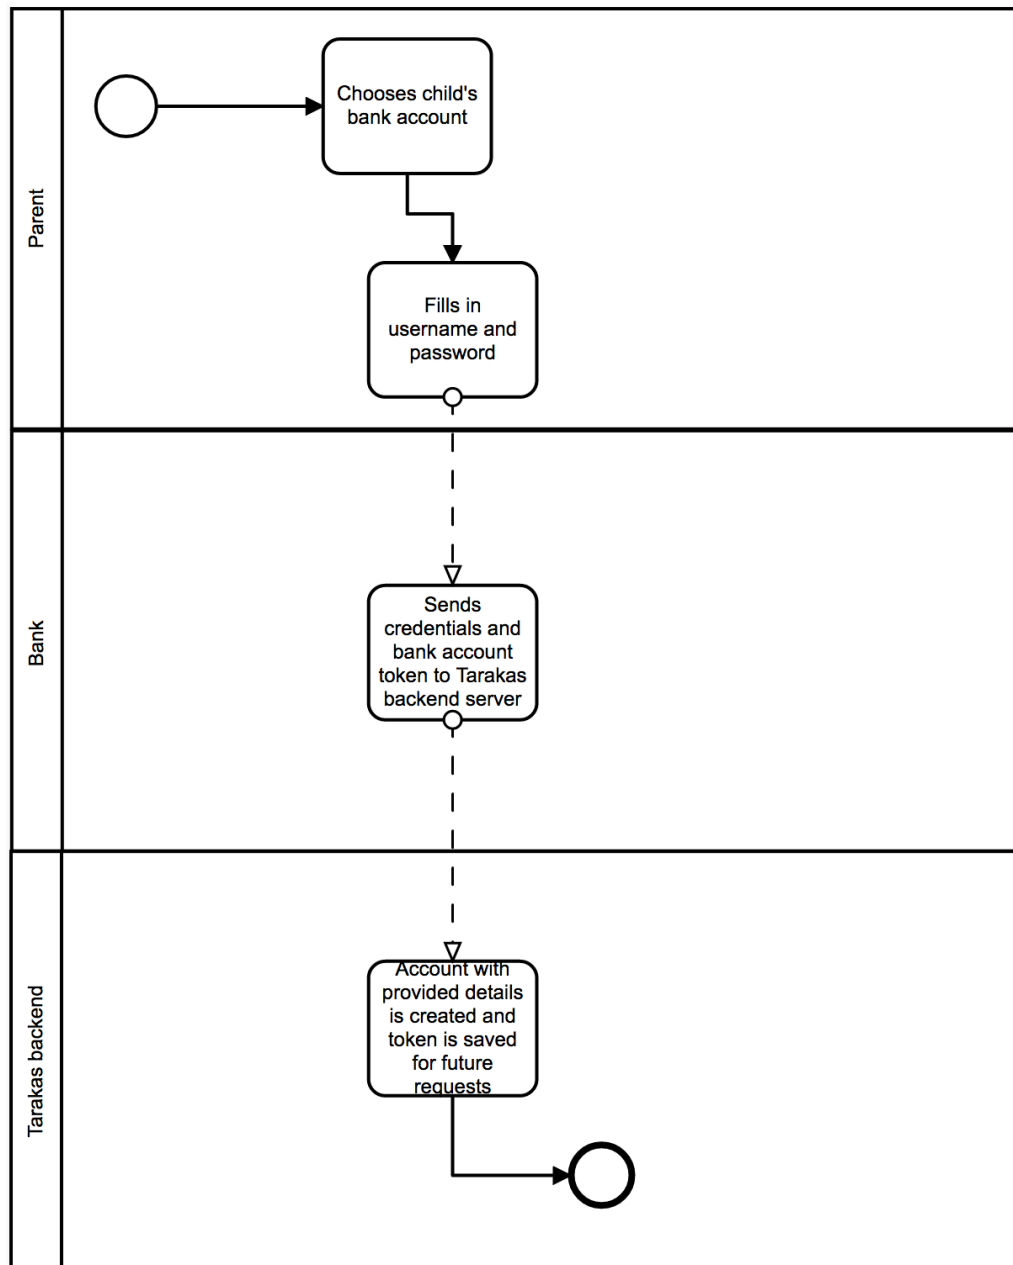 Parent
Chooses child's
bank account
Fills in
username and
password
Bank
Sends
credentials and
bank account
token to Tarakas
backend server
Tarakas backend
Account with
provided details
is created and
token is saved
for future
requests